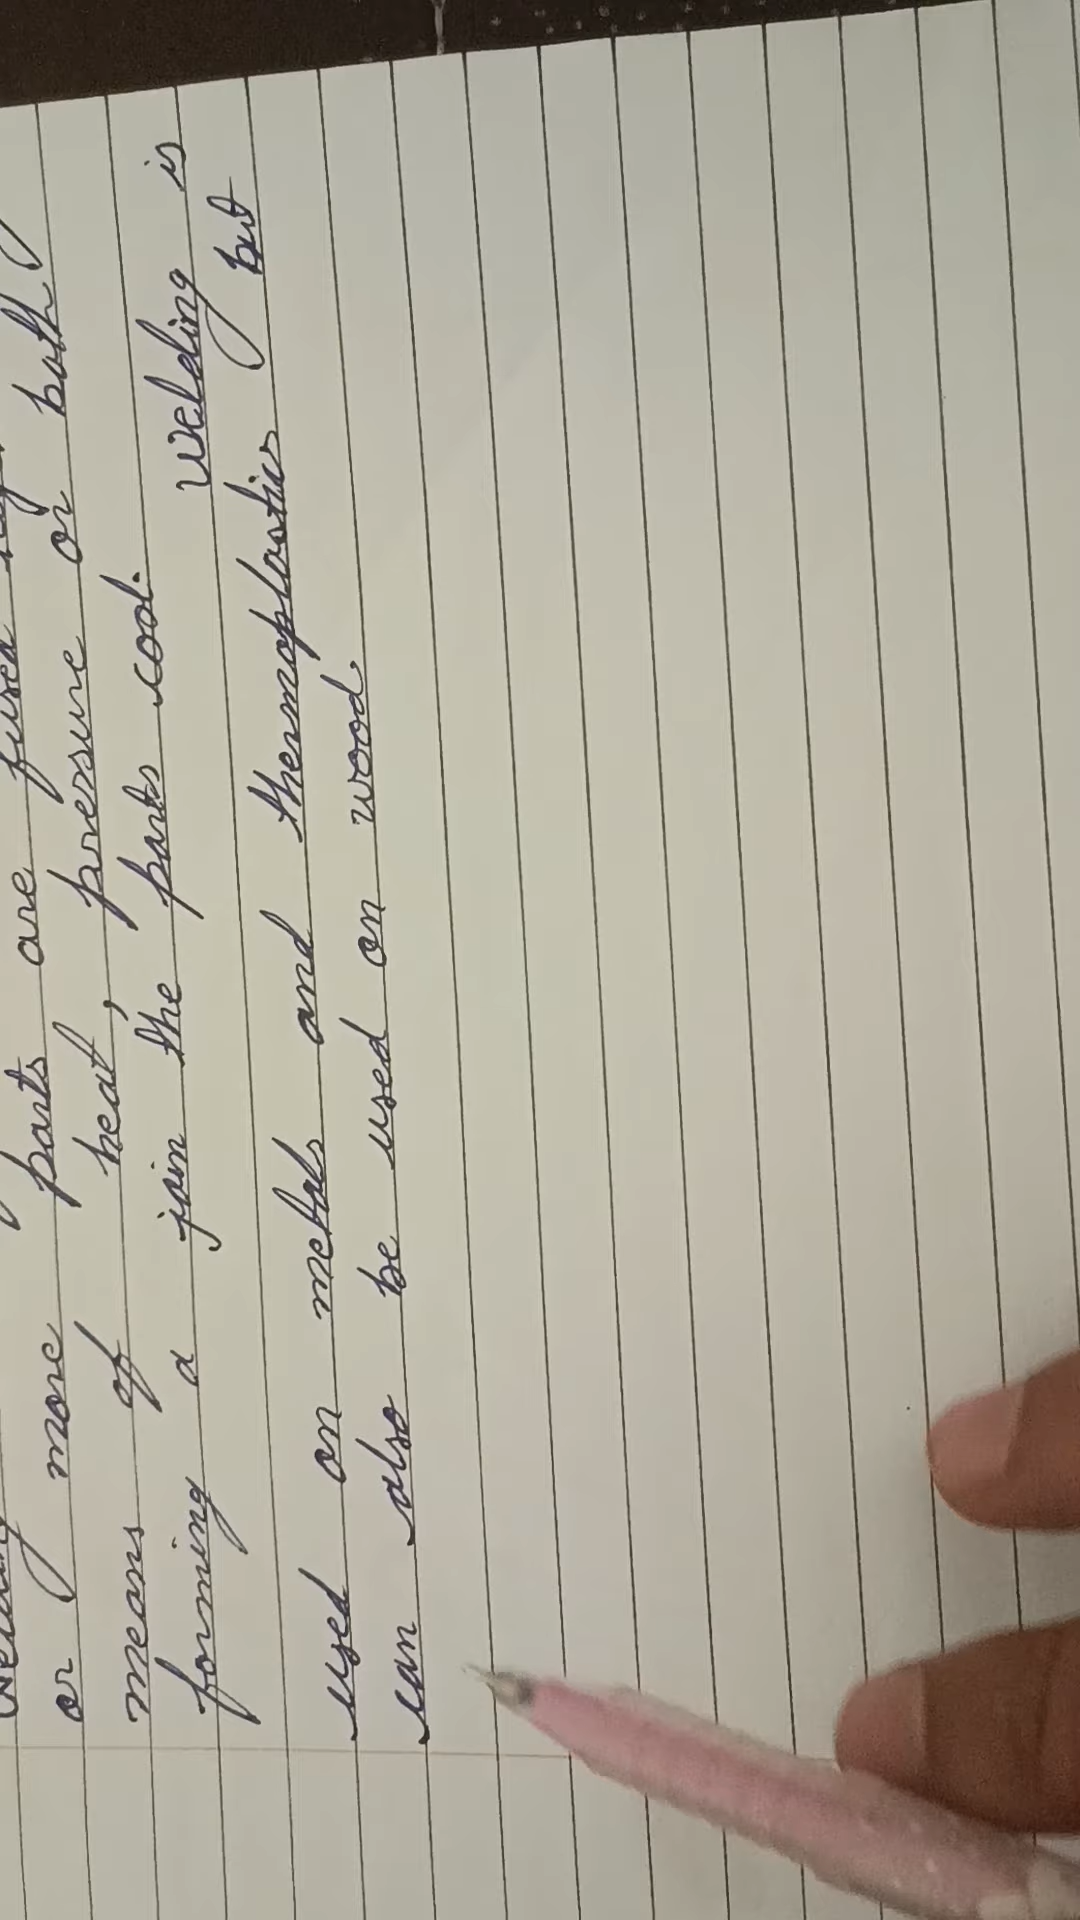 or more parts are fused
means of heat, pressure or both
forming a join the parts cool. Welding is
used on metals and thermoplastics but
can also be used on wood.